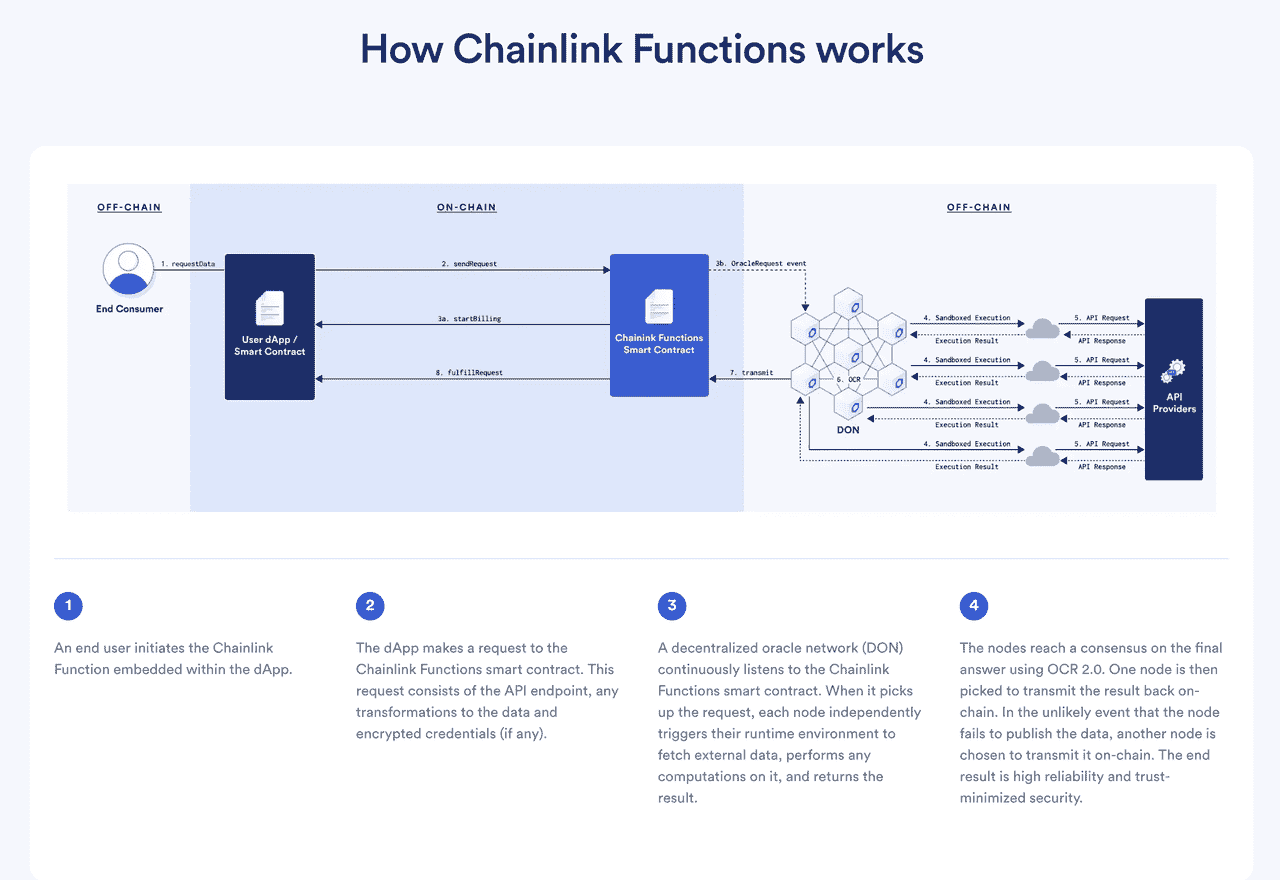 How Chainlink Functions works
OFF-CHAIN
ON-CHAIN
OFF-CHAIN
1. requestData
End Consumer
User dApp /
Smart Contract
2. sendRequest
3a. startBilling
8. fulfillRequest
Chainink Functions
Smart Contract
3b. OracleRequest event
7. transmit
6. OCR
DON
4. Sandboxed Execution
Execution Result
5. API Request
API Response
4. Sandboxed Execution
Execution Result
5. API Request
API Response
4. Sandboxed Execution
Execution Result
5. API Request
API Response
4. Sandboxed Execution
Execution Result
5. API Request
API Response
API
Providers
1
An end user initiates the Chainlink
Function embedded within the dApp.
2
The dApp makes a request to the
Chainlink Functions smart contract. This
request consists of the API endpoint, any
transformations to the data and
encrypted credentials (if any).
3
A decentralized oracle network (DON)
continuously listens to the Chainlink
Functions smart contract. When it picks
up the request, each node independently
triggers their runtime environment to
fetch external data, performs any
computations on it, and returns the
result.
4
The nodes reach a consensus on the final
answer using OCR 2.0. One node is then
picked to transmit the result back on-
chain. In the unlikely event that the node
fails to publish the data, another node is
chosen to transmit it on-chain. The end
result is high reliability and trust-
minimized security.